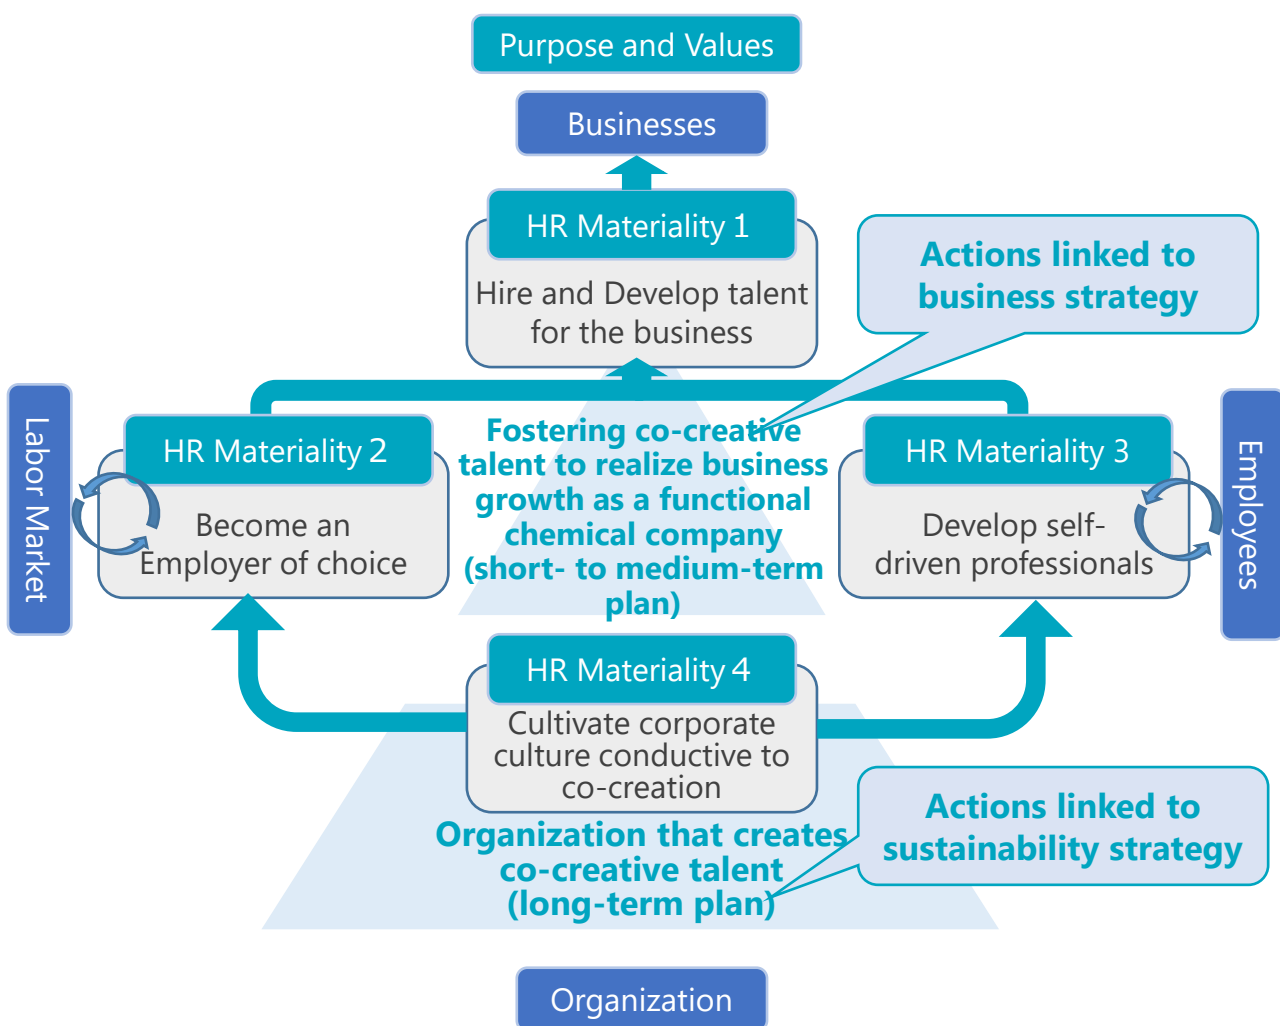 Purpose and Values
Businesses
HR Materiality 1
Hire and Develop talent
for the business
Actions linked to
business strategy
Labor Market
HR Materiality 2
Become an
Employer of choice
Fostering co-creative
talent to realize business
growth as a functional
chemical company
(short- to medium-term
plan)
HR Materiality 3
Develop self-
driven professionals
Employees
HR Materiality 4
Cultivate corporate
culture conductive to
co-creation
Organization that creates
co-creative talent
(long-term plan)
Actions linked to
sustainability strategy
Organization